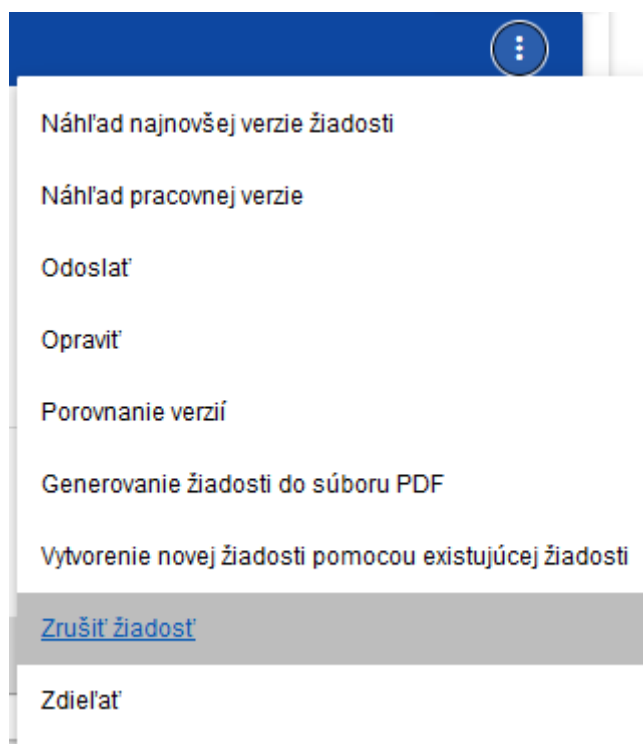 Náhľad najnovšej verzie žiadosti
Náhľad pracovnej verzie
Odoslať
Opraviť
Porovnanie verzií
Generovanie žiadosti do súboru PDF
Vytvorenie novej žiadosti pomocou existujúcej žiadosti
Zrušiť žiadosť
Zdieľať